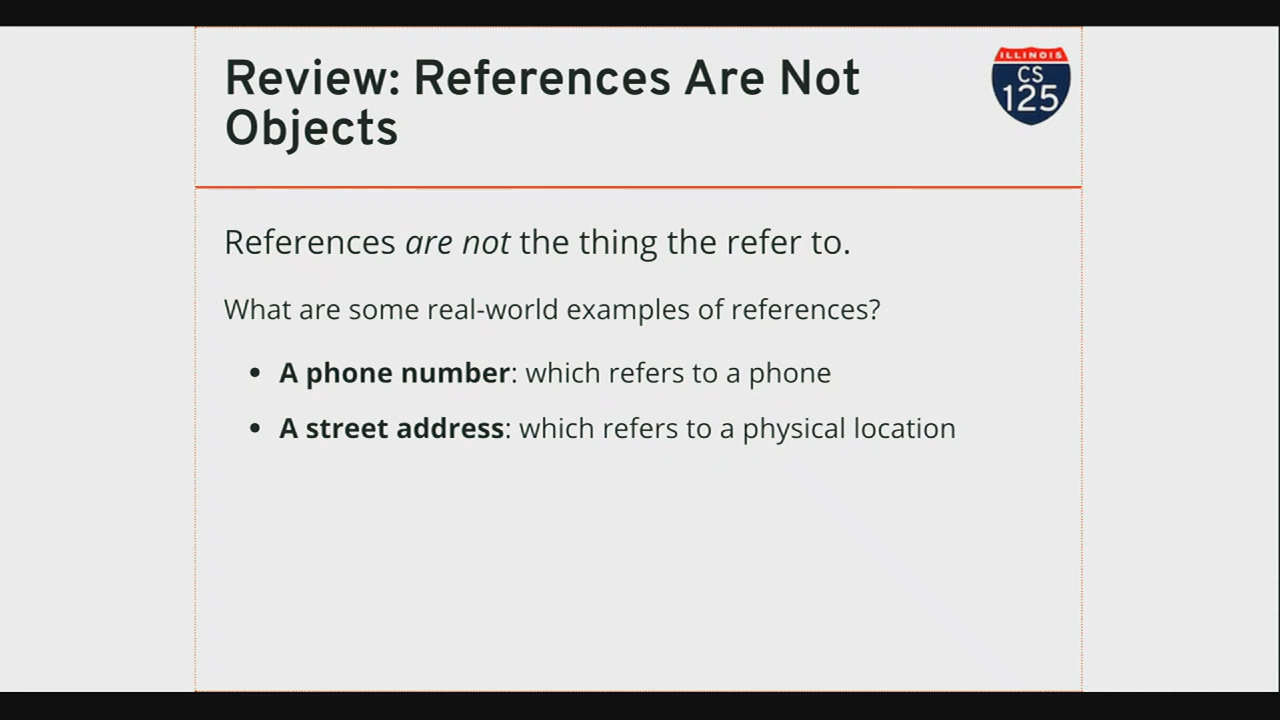 Review: References Are Not
Objects
ILLINOIS
CS
125
References are not the thing the refer to.
What are some real-world examples of references?
• A phone number: which refers to a phone
• A street address: which refers to a physical location